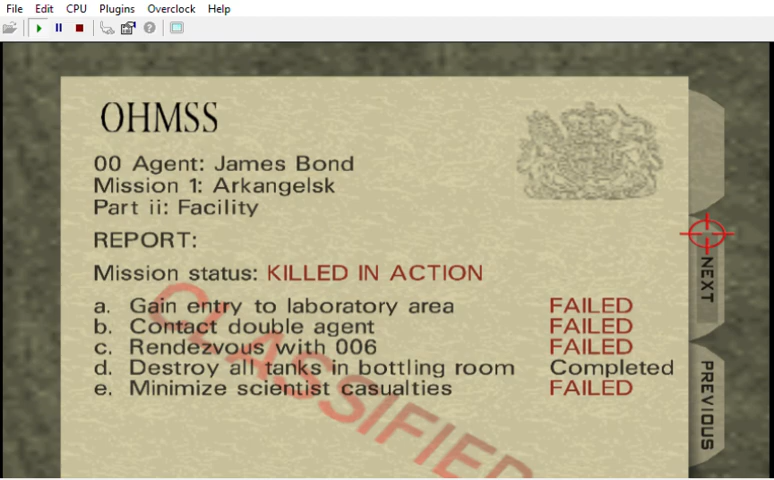 File Edit CPU Plugins Overclock Help
OHMSS
00 Agent: James Bond
Mission 1: Arkangelsk
Part ii: Facility
REPORT:
Mission status: KILLED IN ACTION
a. Gain entry to laboratory area FAILED
b. Contact double agent FAILED
c. Rendezvous with 006 FAILED
d. Destroy all tanks in bottling room Completed
e. Minimize scientist casualties FAILED
CLASSIFIED
NEXT
PREVIOUS